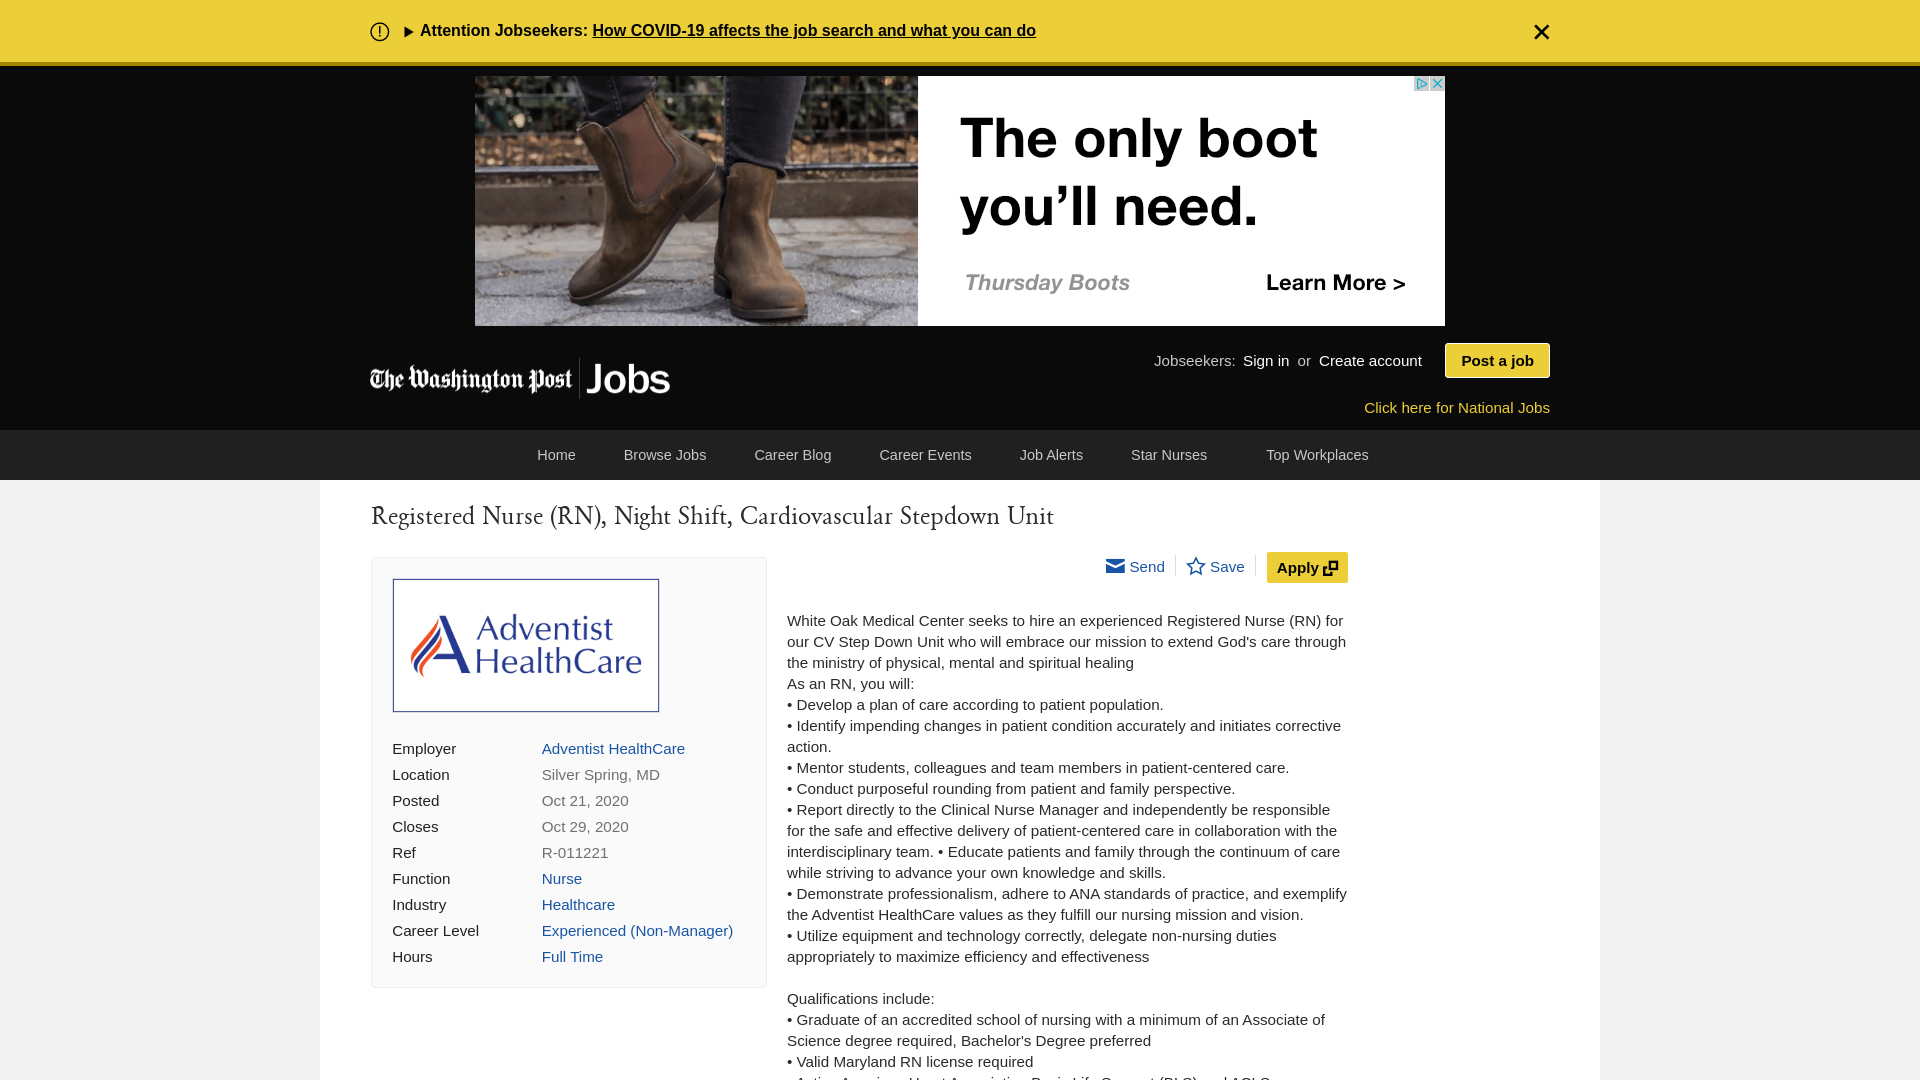 Attention Jobseekers: How COVID-19 affects the job search and what you can do
The only boot
you'll need.
Thursday Boots
Learn More >
The Washington Post
Jobs
Jobseekers: Sign in or Create account
Post a job
Click here for National Jobs
Home
Browse Jobs
Career Blog
Career Events
Job Alerts
Star Nurses
Top Workplaces
Registered Nurse (RN), Night Shift, Cardiovascular Stepdown Unit
Send
Save
Apply
Adventist
HealthCare
Employer Adventist HealthCare
Location Silver Spring, MD
Posted Oct 21, 2020
Closes Oct 29, 2020
Ref R-011221
Function Nurse
Industry Healthcare
Career Level Experienced (Non-Manager)
Hours Full Time
White Oak Medical Center seeks to hire an experienced Registered Nurse (RN) for
our CV Step Down Unit who will embrace our mission to extend God's care through
the ministry of physical, mental and spiritual healing
As an RN, you will:
• Develop a plan of care according to patient population.
• Identify impending changes in patient condition accurately and initiates corrective
action.
• Mentor students, colleagues and team members in patient-centered care.
• Conduct purposeful rounding from patient and family perspective.
• Report directly to the Clinical Nurse Manager and independently be responsible
for the safe and effective delivery of patient-centered care in collaboration with the
interdisciplinary team. • Educate patients and family through the continuum of care
while striving to advance your own knowledge and skills.
• Demonstrate professionalism, adhere to ANA standards of practice, and exemplify
the Adventist HealthCare values as they fulfill our nursing mission and vision.
• Utilize equipment and technology correctly, delegate non-nursing duties
appropriately to maximize efficiency and effectiveness
Qualifications include:
• Graduate of an accredited school of nursing with a minimum of an Associate of
Science degree required, Bachelor's Degree preferred
• Valid Maryland RN license required
• Active American Heart Association Basic Life Support (BLS) and ACLS